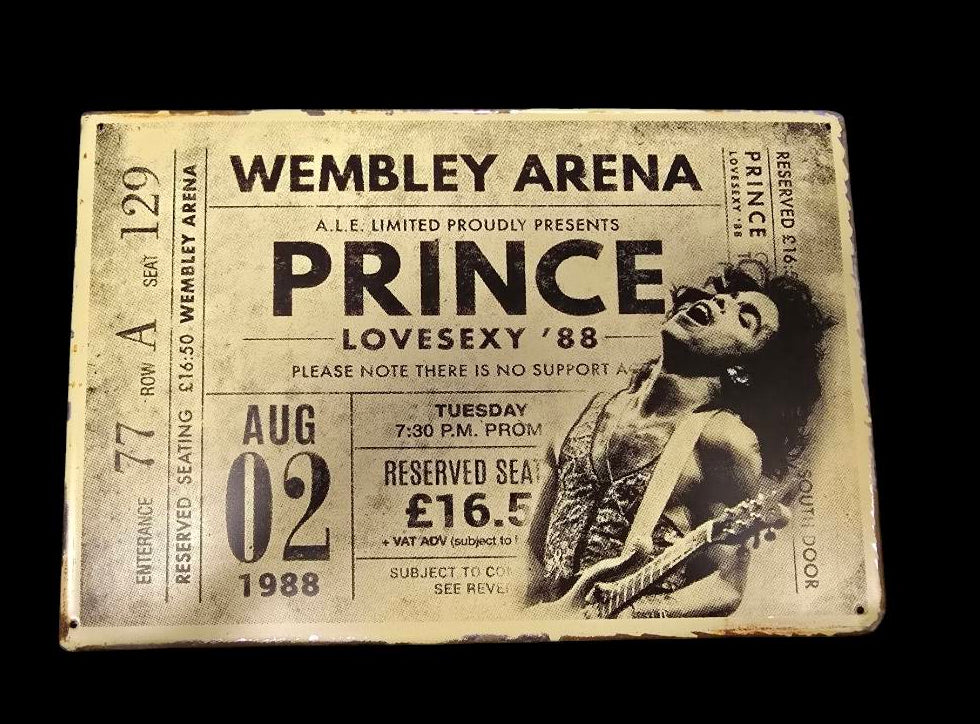 ENTERANCE 77 ROW A SEAT 129
RESERVED SEATING £16:50 WEMBLEY ARENA
WEMBLEY ARENA
A.L.E. LIMITED PROUDLY PRESENTS
PRINCE
LOVESEXY '88
PLEASE NOTE THERE IS NO SUPPORT A
AUG
02
1988
TUESDAY
7:30 P.M. PROM
RESERVED SEAT
£16.5
+ VAT ADV (subject to
SUBJECT TO CO
SEE REVE
PRINCE
LOVESEXY '88
RESERVED £16:
SOUTH DOOR